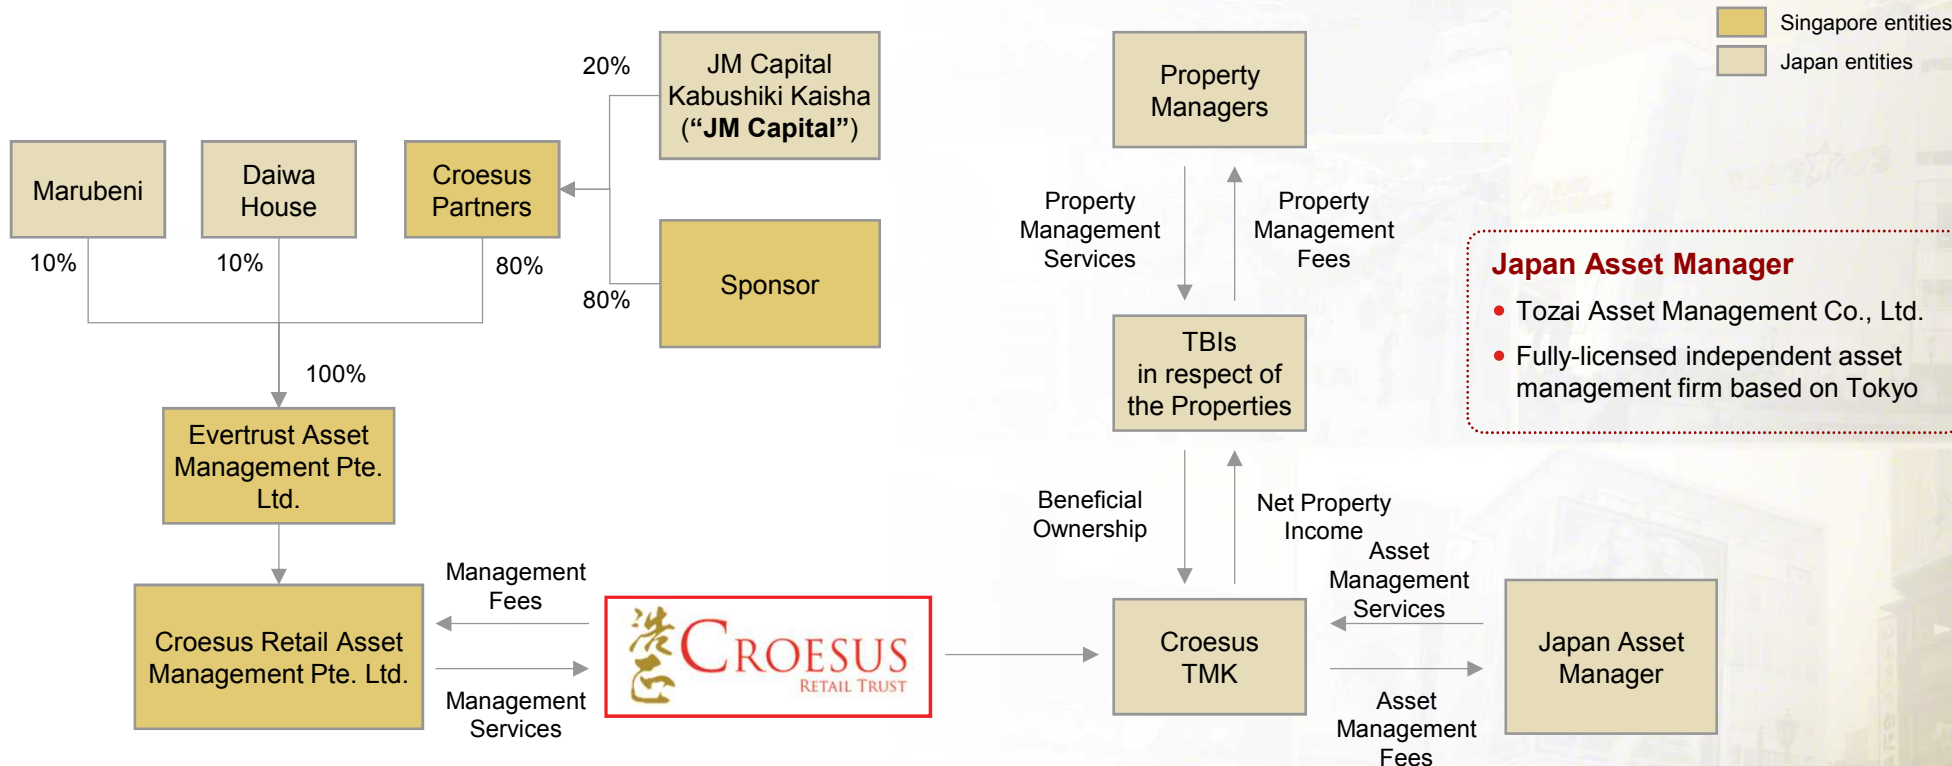 Singapore entities
Japan entities
20%
JM Capital
Kabushiki Kaisha
(“JM Capital”)
Marubeni
Daiwa
House
Croesus
Partners
10%
10%
80%
80%
Sponsor
100%
Evertrust Asset
Management Pte.
Ltd.
Croesus Retail Asset
Management Pte. Ltd.
Management
Fees
Management
Services
浩正
CROESUS
RETAIL TRUST
Property
Managers
Property
Management
Services
Property
Management
Fees
TBIs
in respect of
the Properties
Beneficial
Ownership
Net Property
Income
Croesus
TMK
Asset
Management
Services
Asset
Management
Fees
Japan Asset
Manager
Japan Asset Manager
• Tozai Asset Management Co., Ltd.
• Fully-licensed independent asset
management firm based on Tokyo